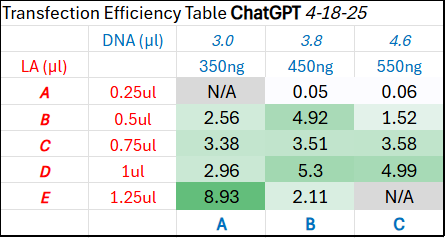 Transfection Efficiency Table ChatGPT 4-18-25
DNA (µl) 3.0 3.8 4.6
LA (µl) 350ng 450ng 550ng
A 0.25ul N/A 0.05 0.06
B 0.5ul 2.56 4.92 1.52
C 0.75ul 3.38 3.51 3.58
D 1ul 2.96 5.3 4.99
E 1.25ul 8.93 2.11 N/A
A B C